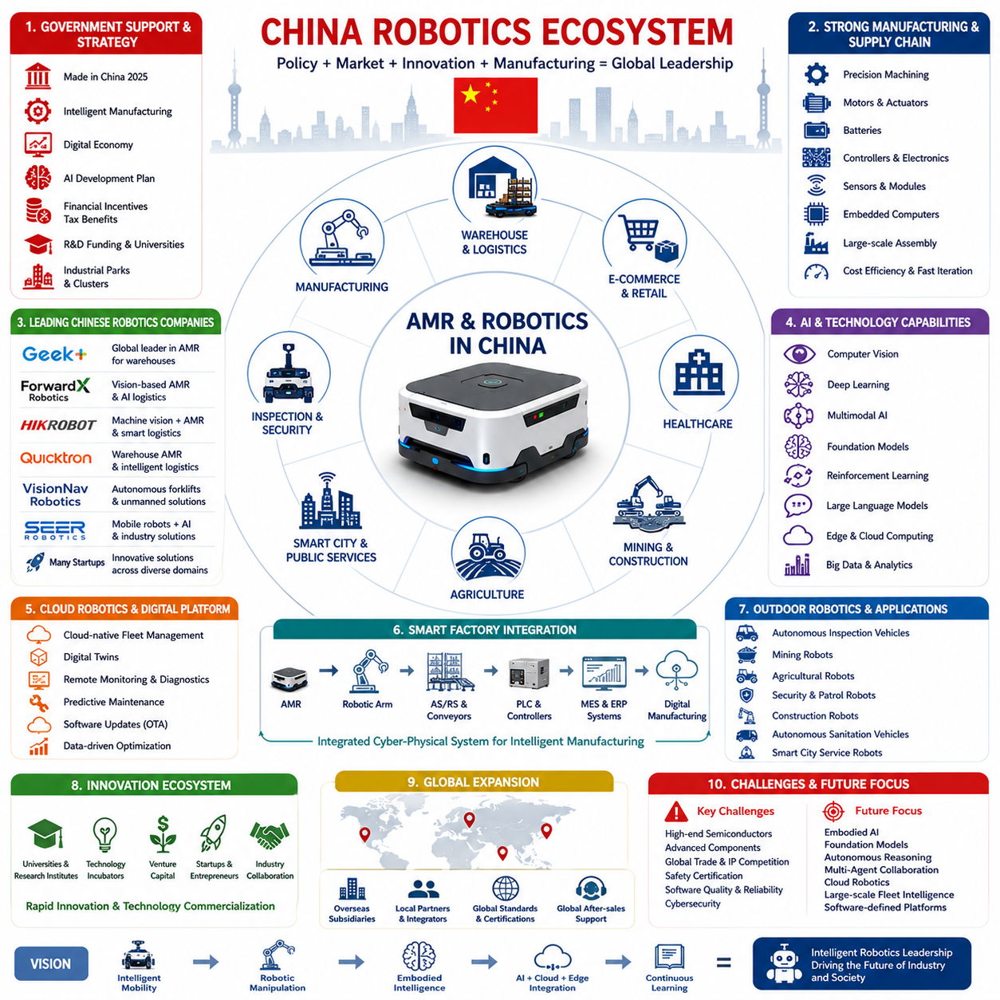 CHINA ROBOTICS ECOSYSTEM
Policy + Market + Innovation + Manufacturing = Global Leadership
1. GOVERNMENT SUPPORT &
STRATEGY
Made in China 2025
Intelligent Manufacturing
Digital Economy
AI Development Plan
Financial Incentives
Tax Benefits
R&D Funding & Universities
Industrial Parks
& Clusters
2. STRONG MANUFACTURING &
SUPPLY CHAIN
Precision Machining
Motors & Actuators
Batteries
Controllers & Electronics
Sensors & Modules
Embedded Computers
Large-scale Assembly
Cost Efficiency & Fast Iteration
WAREHOUSE
& LOGISTICS
MANUFACTURING
E-COMMERCE
& RETAIL
AMR & ROBOTICS
IN CHINA
INSPECTION &
SECURITY
HEALTHCARE
SMART CITY &
PUBLIC SERVICES
MINING &
CONSTRUCTION
AGRICULTURE
3. LEADING CHINESE ROBOTICS COMPANIES
Geek+
Global leader in AMR
for warehouses
ForwardX
Robotics
Vision-based AMR
& AI logistics
HIKROBOT
Machine vision + AMR
& smart logistics
Quicktron
Warehouse AMR
& intelligent logistics
VisionNav
Robotics
Autonomous forklifts
& unmanned solutions
SEER
ROBOTICS
Mobile robots + AI
& industry solutions
Many Startups
Innovative solutions
across diverse domains
4. AI & TECHNOLOGY CAPABILITIES
Computer Vision
Deep Learning
Multimodal AI
Foundation Models
Reinforcement Learning
Large Language Models
Edge & Cloud Computing
Big Data & Analytics
5. CLOUD ROBOTICS & DIGITAL PLATFORM
Cloud-native Fleet Management
Digital Twins
Remote Monitoring & Diagnostics
Predictive Maintenance
Software Updates (OTA)
Data-driven Optimization
6. SMART FACTORY INTEGRATION
AMR
Robotic Arm
AS/RS &
Conveyors
PLC &
Controllers
MES & ERP
Systems
Digital
Manufacturing
Integrated Cyber-Physical System for Intelligent Manufacturing
7. OUTDOOR ROBOTICS & APPLICATIONS
Autonomous Inspection Vehicles
Mining Robots
Agricultural Robots
Security & Patrol Robots
Construction Robots
Autonomous Sanitation Vehicles
Smart City Service Robots
8. INNOVATION ECOSYSTEM
Universities &
Research Institutes
Technology
Incubators
Venture
Capital
Startups &
Entrepreneurs
Industry
Collaboration
Rapid Innovation & Technology Commercialization
9. GLOBAL EXPANSION
Overseas
Subsidiaries
Local Partners
& Integrators
Global Standards
& Certifications
Global After-sales
Support
10. CHALLENGES & FUTURE FOCUS
Key Challenges
High-end Semiconductors
Advanced Components
Global Trade & IP Competition
Safety Certification
Software Quality & Reliability
Cybersecurity
Future Focus
Embodied AI
Foundation Models
Autonomous Reasoning
Multi-Agent Collaboration
Cloud Robotics
Large-scale Fleet Intelligence
Software-defined Platforms
VISION
Intelligent
Mobility
Robotic
Manipulation
Embodied
Intelligence
AI + Cloud + Edge
Integration
Continuous
Learning
=
Intelligent Robotics Leadership
Driving the Future of Industry
and Society